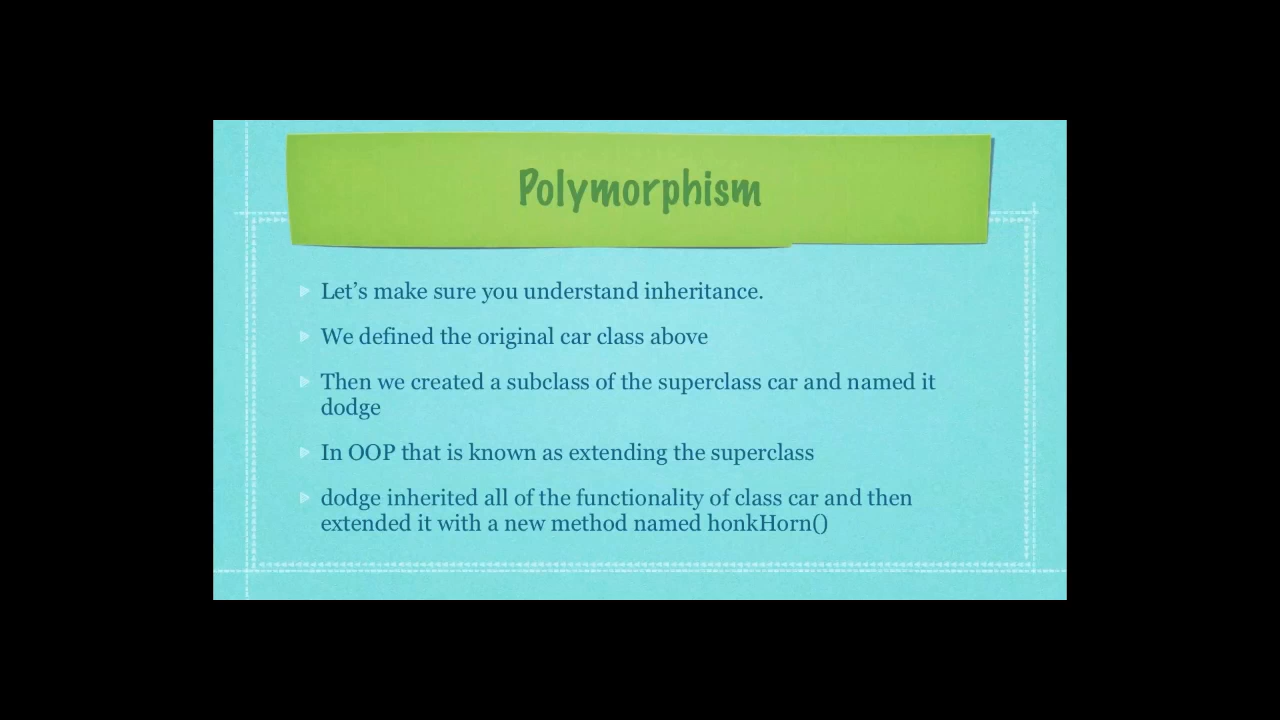 Polymorphism
Let’s make sure you understand inheritance.
We defined the original car class above
Then we created a subclass of the superclass car and named it
dodge
In OOP that is known as extending the superclass
dodge inherited all of the functionality of class car and then
extended it with a new method named honkHorn()